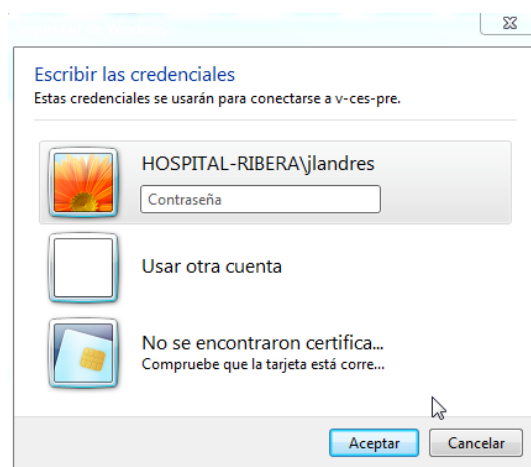 Escribir las credenciales
Estas credenciales se usarán para conectarse a v-ces-pre.
HOSPITAL-RIBERA\jlandres
Contraseña
Usar otra cuenta
No se encontraron certifica...
Compruebe que la tarjeta está corre...
Aceptar
Cancelar